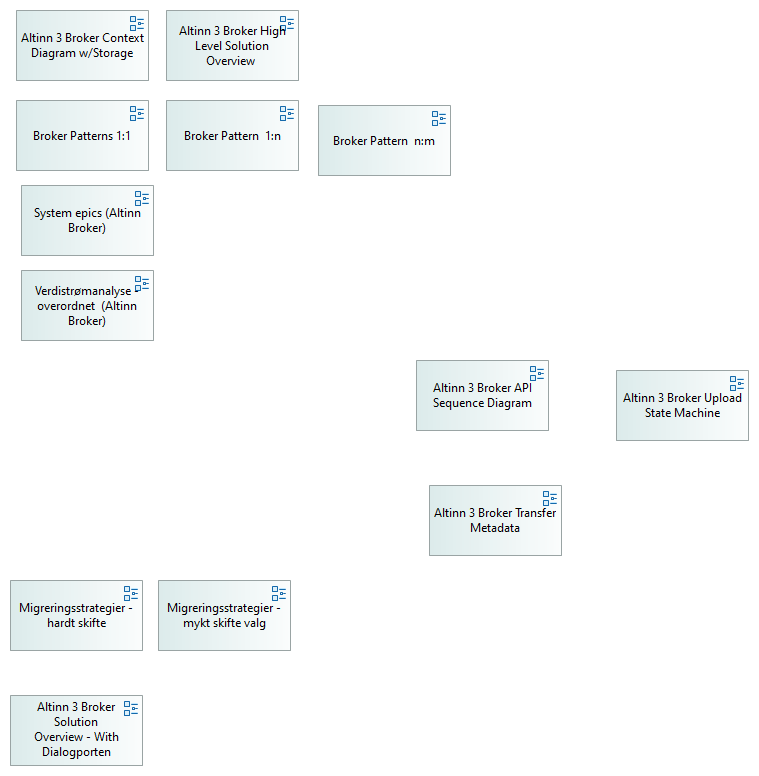 Altinn 3 Broker Context
Diagram w/Storage
Altinn 3 Broker High
Level Solution
Overview
Broker Patterns 1:1
Broker Pattern  1:n
Broker Pattern  n:m
System epics (Altinn
Broker)
Verdistrømanalyse -
overordnet  (Altinn
Broker)
Altinn 3 Broker API
Sequence Diagram
Altinn 3 Broker Upload
State Machine
Altinn 3 Broker Transfer
Metadata
Migreringsstrategier -
hardt skifte
Migreringsstrategier -
mykt skifte valg
Altinn 3 Broker
Solution
Overview - With
Dialogporten